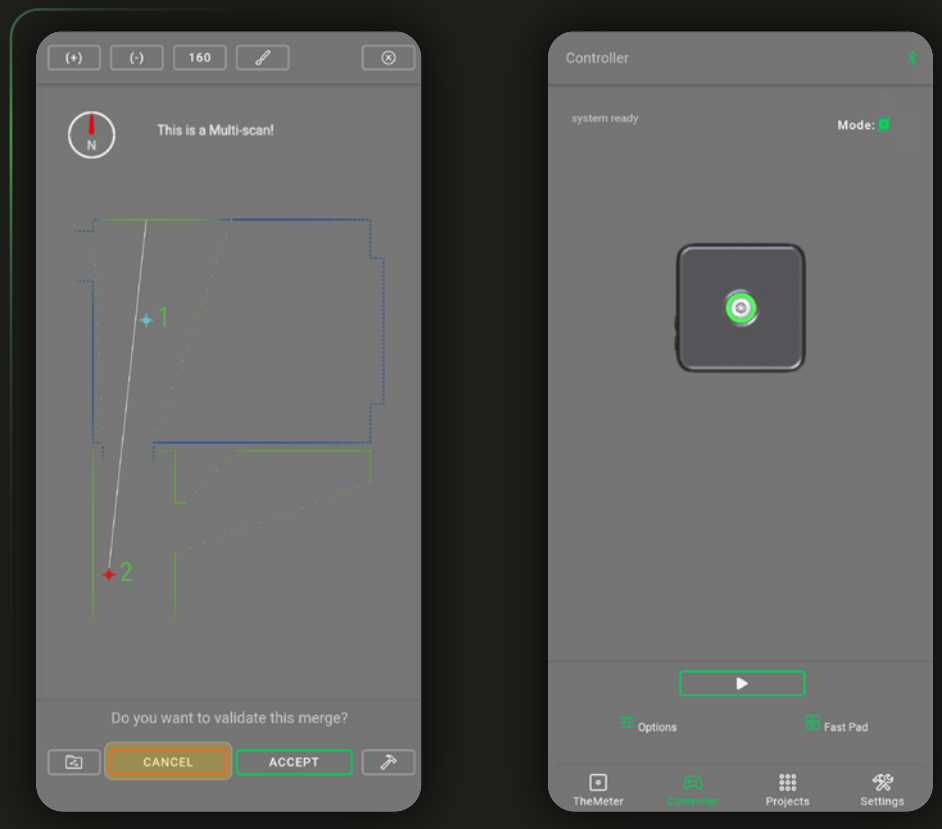 (+) (-) 160
N
This is a Multi-scan!
1
2
Do you want to validate this merge?
CANCEL ACCEPT
Controller
system ready
Mode:
Options Fast Pad
TheMeter Controller Projects Settings